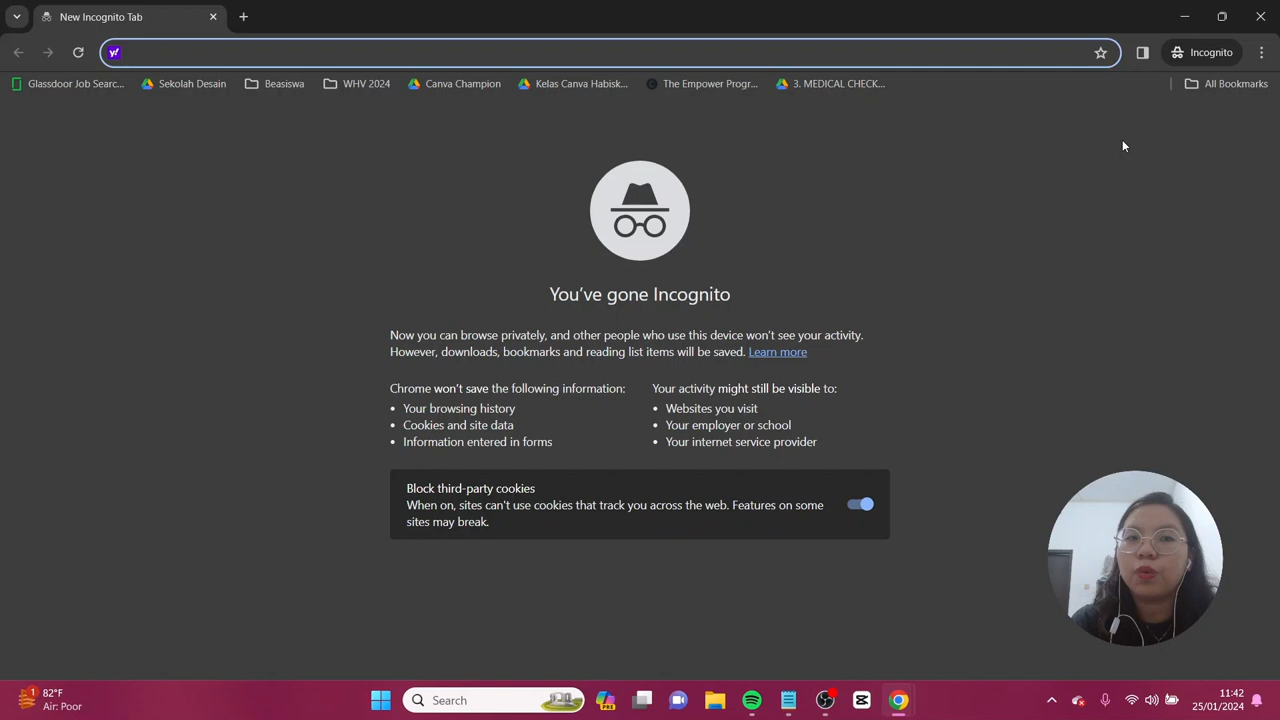 New Incognito Tab
y!
Incognito
Glassdoor Job Searc...
Sekolah Desain
Beasiswa
WHV 2024
Canva Champion
Kelas Canva Habisk...
The Empower Progr...
3. MEDICAL CHECK...
All Bookmarks
You've gone Incognito
Now you can browse privately, and other people who use this device won't see your activity.
However, downloads, bookmarks and reading list items will be saved. Learn more
Chrome won't save the following information:
• Your browsing history
• Cookies and site data
• Information entered in forms
Your activity might still be visible to:
• Websites you visit
• Your employer or school
• Your internet service provider
Block third-party cookies
When on, sites can't use cookies that track you across the web. Features on some
sites may break.
1
82°F
Air: Poor
Search
PRE
11:42
25/01/2024